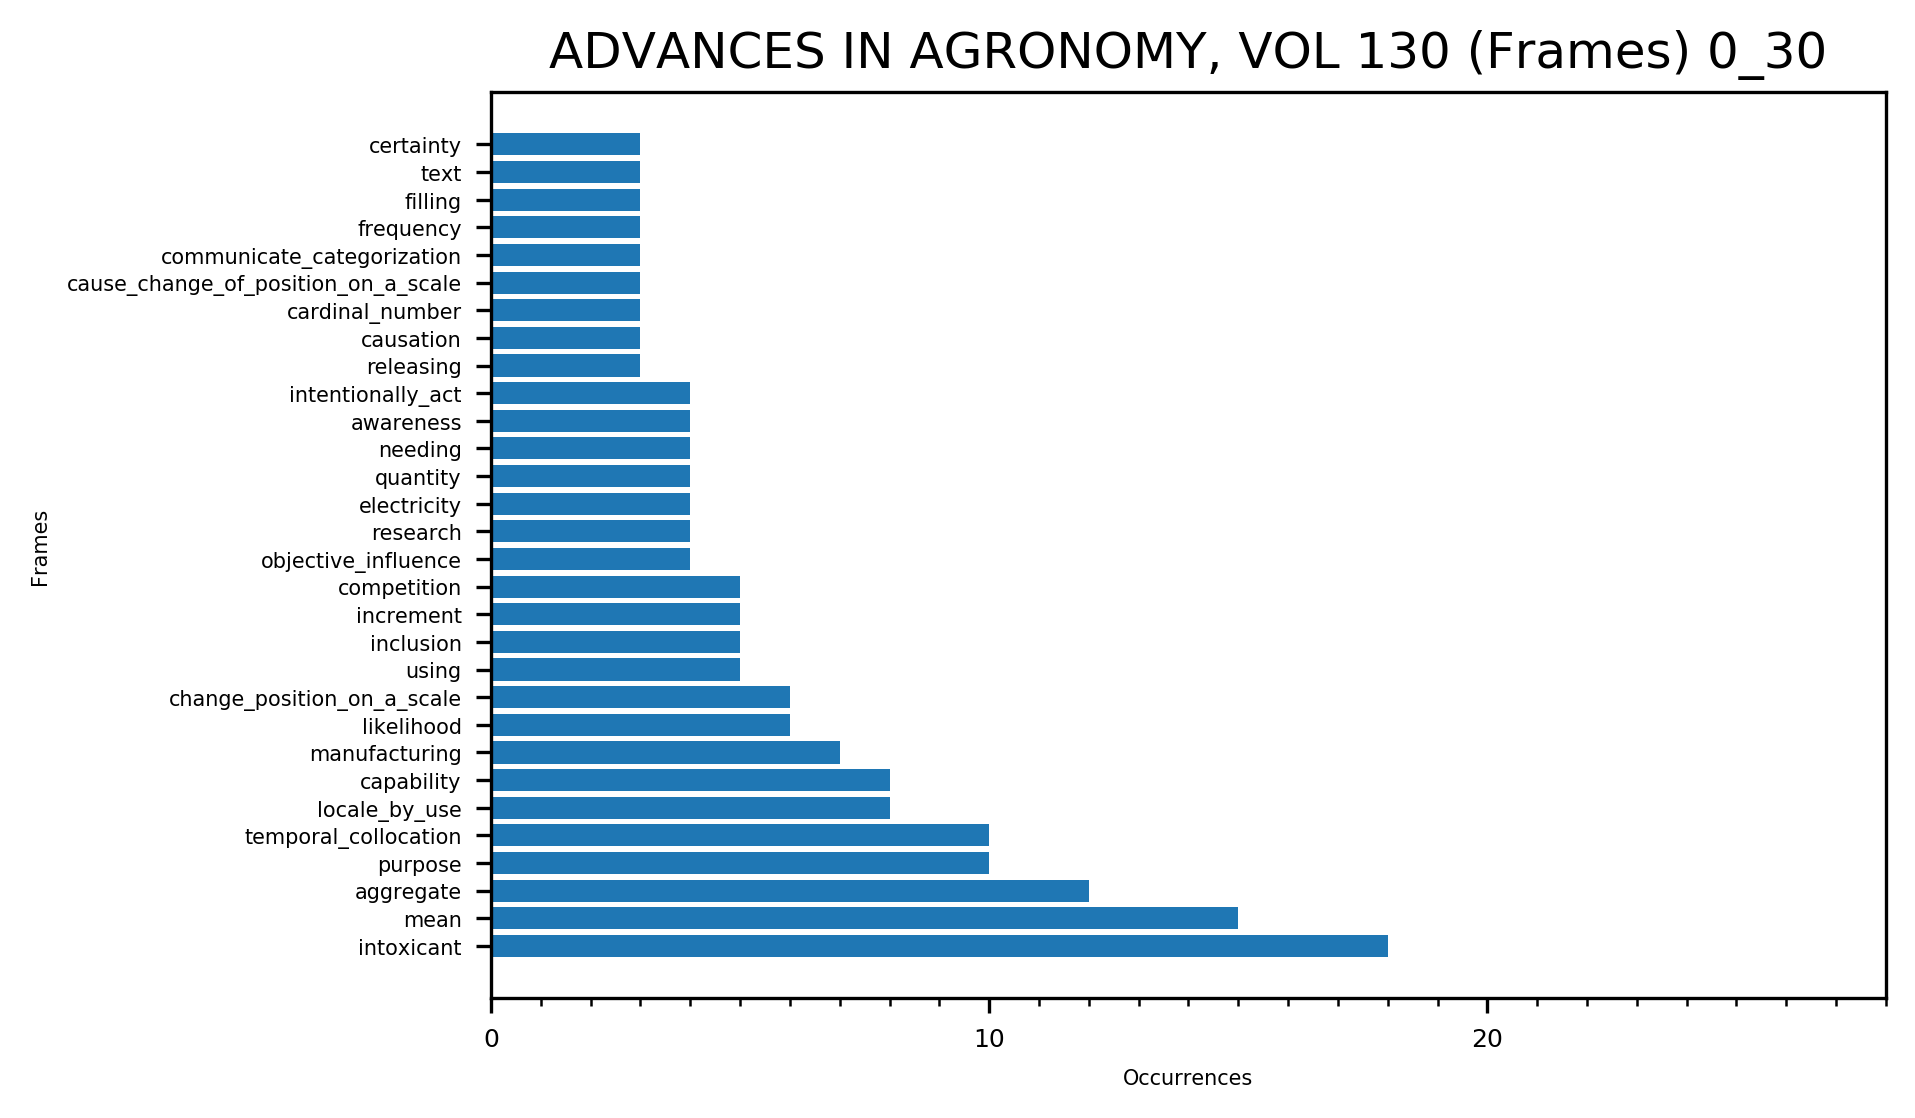 ADVANCES IN AGRONOMY, VOL 130 (Frames) 0_30
certainty
text
filling
frequency
communicate_categorization
cause_change_of_position_on_a_scale
cardinal_number
causation
releasing
intentionally_act
awareness
needing
quantity
electricity
research
objective_influence
competition
increment
inclusion
using
change_position_on_a_scale
likelihood
manufacturing
capability
locale_by_use
temporal_collocation
purpose
aggregate
mean
intoxicant
Frames
0 10 20
Occurrences